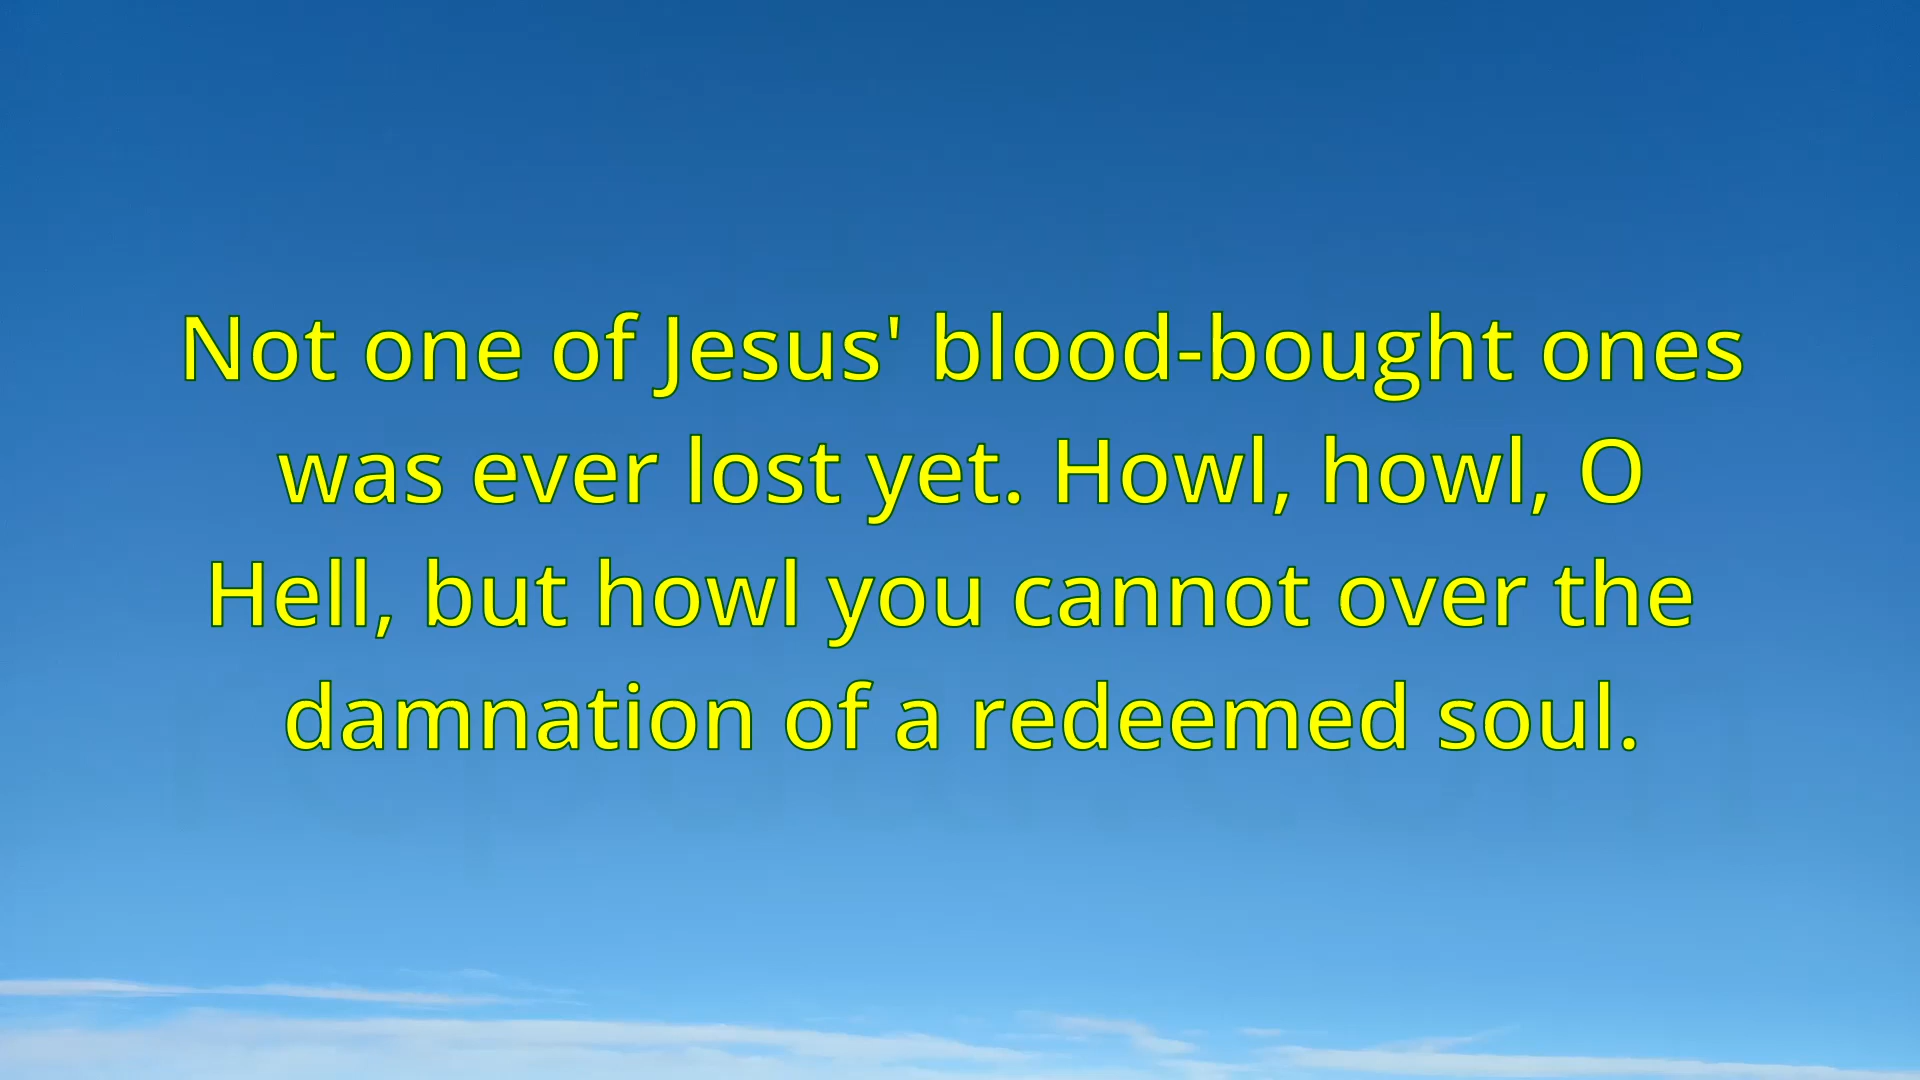 Not one of Jesus' blood-bought ones
was ever lost yet. Howl, howl, O
Hell, but howl you cannot over the
damnation of a redeemed soul.